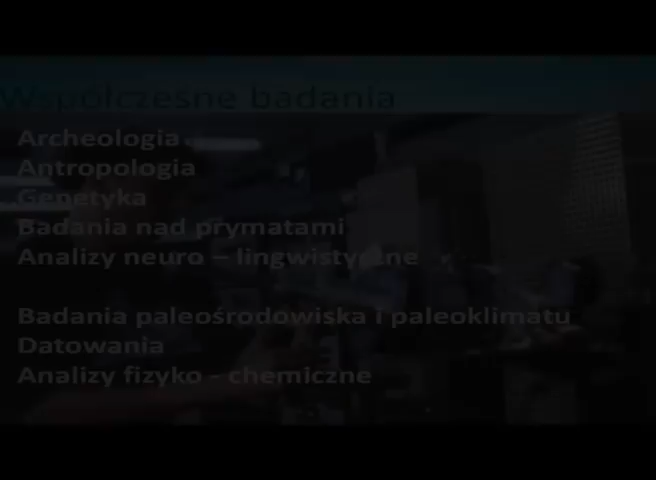 Współczesne badania
Archeologia
Antropologia
Genetyka
Badania nad prymatami
Analizy neuro – lingwistyczne
Badania paleośrodowiska i paleoklimatu
Datowania
Analizy fizyko - chemiczne